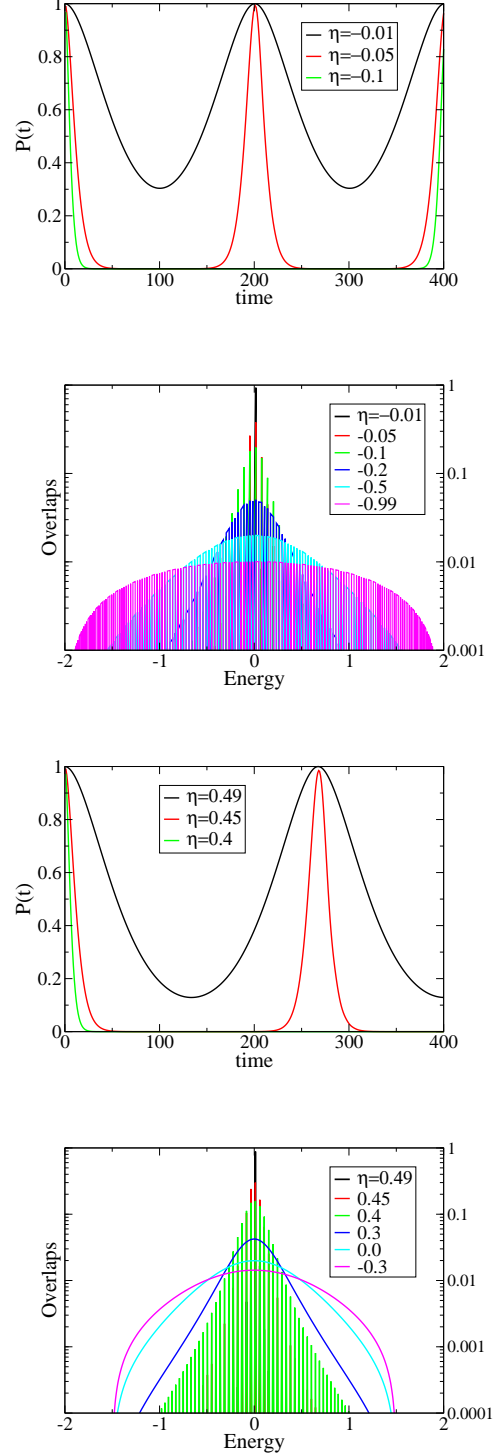 1
0.8
0.6
0.4
0.2
0
P(t)
η=−0.01
η=−0.05
η=−0.1
0 100 200 300 400
time
1
0.1
0.01
0.001
Overlaps
η=−0.01
-0.05
-0.1
-0.2
-0.5
-0.99
-2 -1 0 1 2
Energy
1
0.8
0.6
0.4
0.2
0
P(t)
η=0.49
η=0.45
η=0.4
0 100 200 300 400
time
1
0.1
0.01
0.001
0.0001
Overlaps
η=0.49
0.45
0.4
0.3
0.0
-0.3
-2 -1 0 1 2
Energy